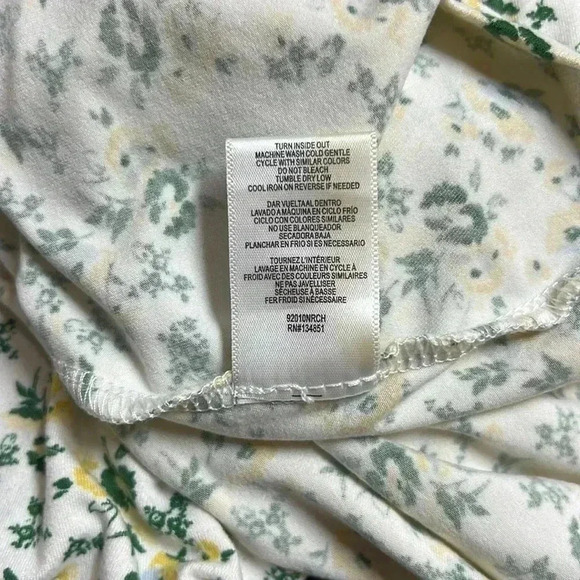 TURN INSIDE OUT
MACHINE WASH COLD GENTLE
CYCLE WITH SIMILAR COLORS
DO NOT BLEACH
TUMBLE DRY LOW
COOL IRON ON REVERSE IF NEEDED
DAR VUELTAAL DENTRO
LAVADO A MÁQUINA EN CICLO FRÍO
CICLO CON COLORES SIMILARES
NO USE BLANQUEADOR
SECADORA BAJA
PLANCHAR EN FRIO SI ES NECESSARIO
TOURNEZ L'INTÉRIEUR
LAVAGE EN MACHINE EN CYCLE À
FROID AVEC DES COULEURS SIMILAIRES
NE PAS JAVELLISER
SÉCHEUSE À BASSE
FER FROID SI NÉCESSAIRE
92010NRCH
RN#134851